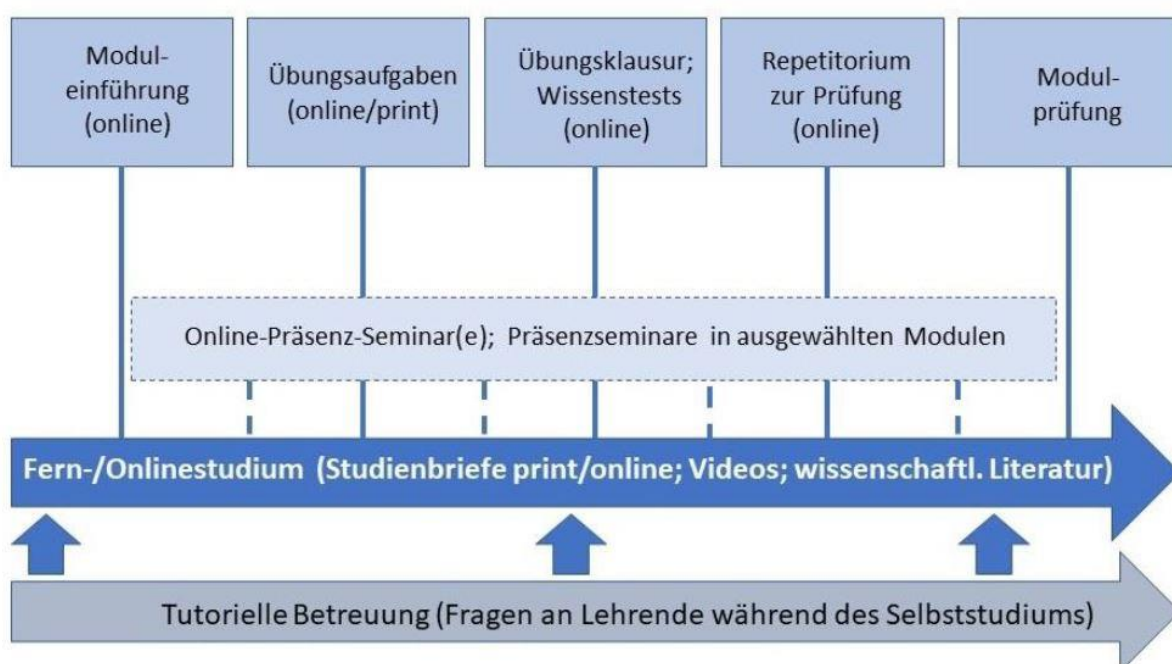 Modul-
einführung
(online)
Übungsaufgaben
(online/print)
Übungsklausur;
Wissenstests
(online)
Repetitorium
zur Prüfung
(online)
Modul-
prüfung
Online-Präsenz-Seminar(e); Präsenzseminare in ausgewählten Modulen
Fern-/Onlinestudium (Studienbriefe print/online; Videos; wissenschaftl. Literatur)
Tutorielle Betreuung (Fragen an Lehrende während des Selbststudiums)